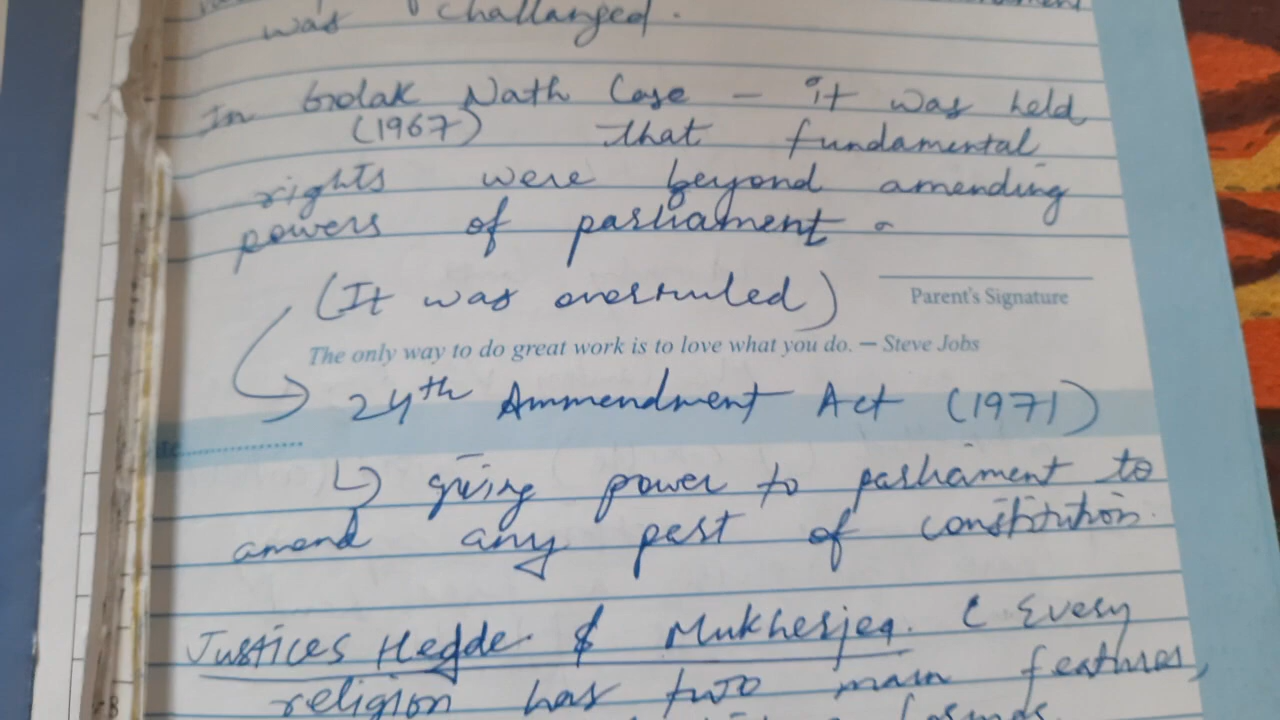 was challanged.
In Golak Nath Case - it was held
(1967) that fundamental
rights were beyond amending
powers of parliament.
(It was overruled)
Parent's Signature
The only way to do great work is to love what you do. — Steve Jobs
24th Ammendment Act (1971)
↳ giving power to parliament to
amend any part of constitution.
Justices Hegde & Mukherjea. ( Every
religion has two main features,